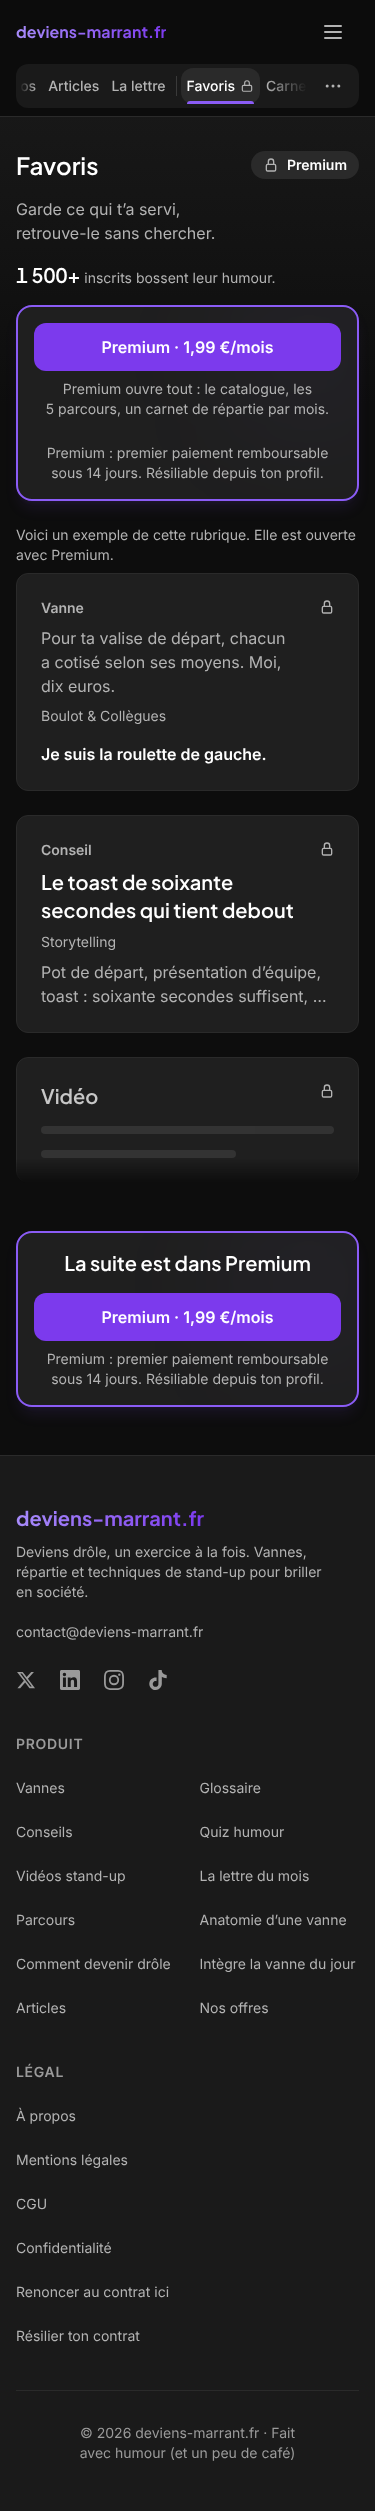 deviens-marrant.fr
os Articles La lettre Favoris Carne
Favoris
Premium
Garde ce qui t’a servi,
retrouve-le sans chercher.
1 500+ inscrits bossent leur humour.
Premium · 1,99 €/mois
Premium ouvre tout : le catalogue, les
5 parcours, un carnet de répartie par mois.
Premium : premier paiement remboursable
sous 14 jours. Résiliable depuis ton profil.
Voici un exemple de cette rubrique. Elle est ouverte
avec Premium.
Vanne
Pour ta valise de départ, chacun
a cotisé selon ses moyens. Moi,
dix euros.
Boulot & Collègues
Je suis la roulette de gauche.
Conseil
Le toast de soixante
secondes qui tient debout
Storytelling
Pot de départ, présentation d’équipe,
toast : soixante secondes suffisent, ...
Vidéo
La suite est dans Premium
Premium · 1,99 €/mois
Premium : premier paiement remboursable
sous 14 jours. Résiliable depuis ton profil.
deviens-marrant.fr
Deviens drôle, un exercice à la fois. Vannes,
répartie et techniques de stand-up pour briller
en société.
contact@deviens-marrant.fr
PRODUIT
Vannes
Glossaire
Conseils
Quiz humour
Vidéos stand-up
La lettre du mois
Parcours
Anatomie d’une vanne
Comment devenir drôle
Intègre la vanne du jour
Articles
Nos offres
LÉGAL
À propos
Mentions légales
CGU
Confidentialité
Renoncer au contrat ici
Résilier ton contrat
© 2026 deviens-marrant.fr · Fait
avec humour (et un peu de café)